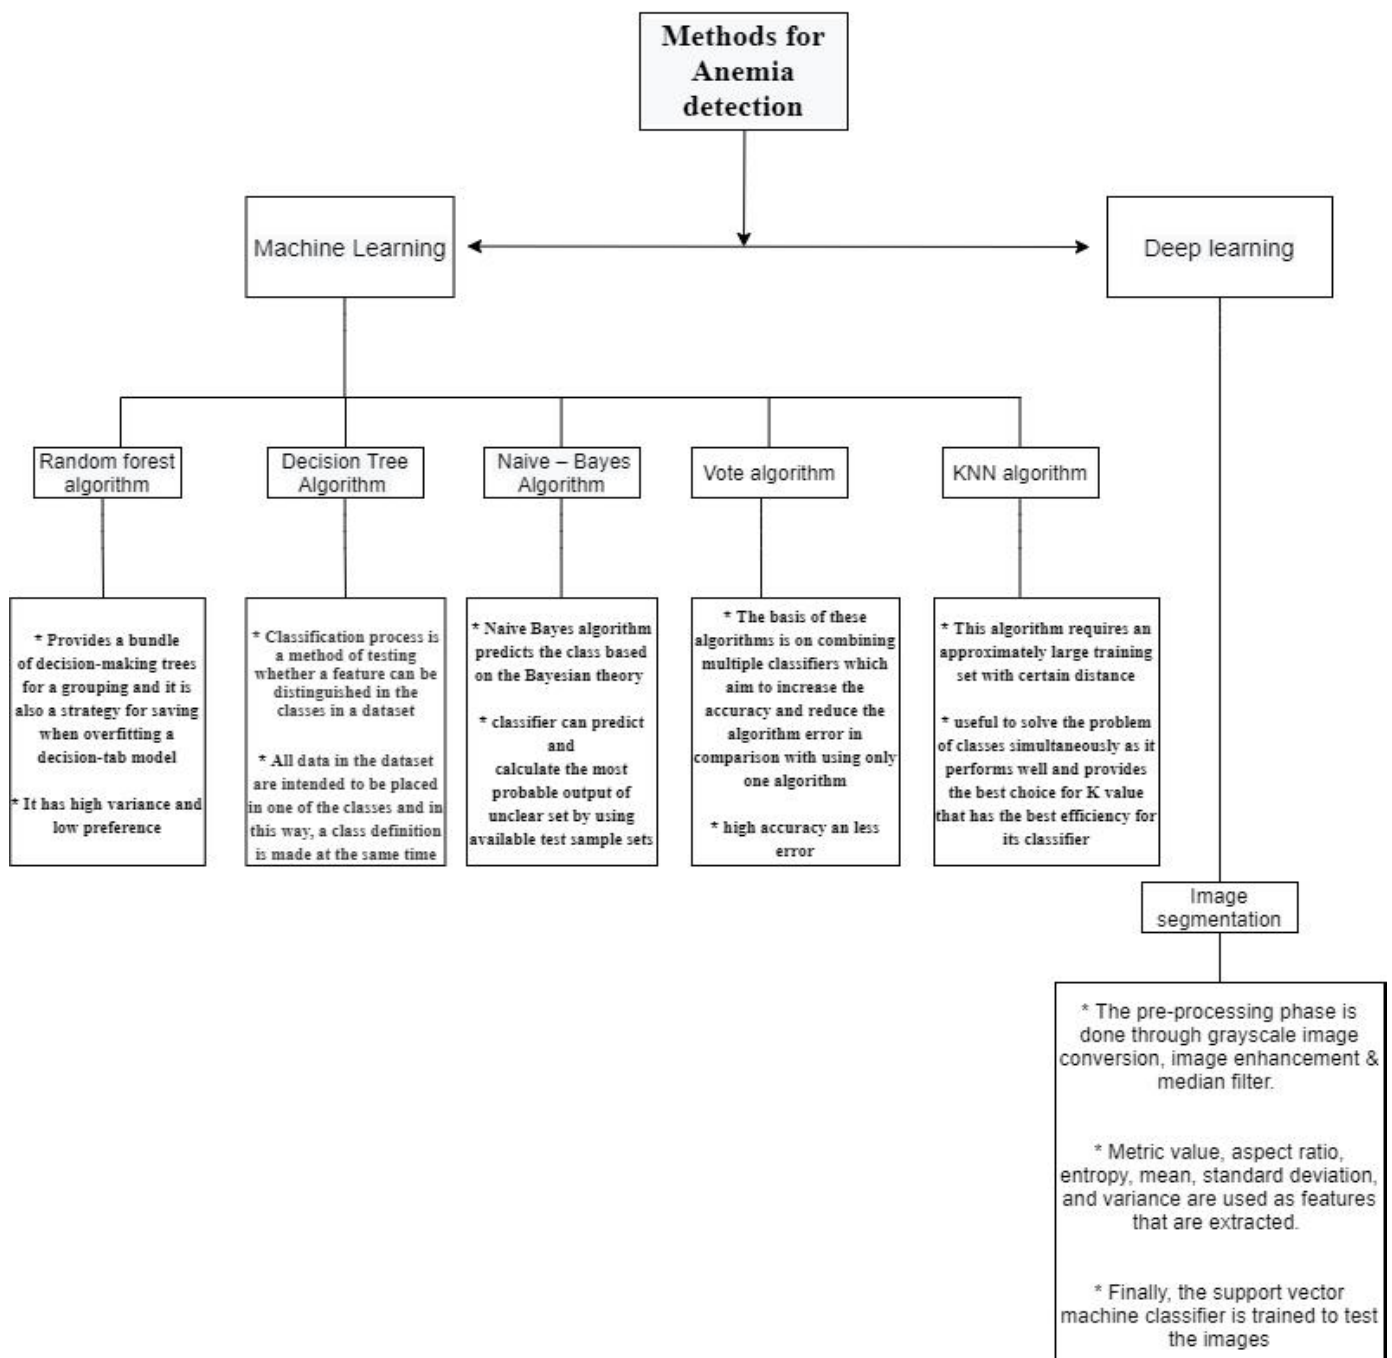 Methods for
Anemia
detection
Machine Learning
Deep learning
Random forest
algorithm
Decision Tree
Algorithm
Naive – Bayes
Algorithm
Vote algorithm
KNN algorithm
* Provides a bundle
of decision-making trees
for a grouping and it is
also a strategy for saving
when overfitting a
decision-tab model
* It has high variance and
low preference
* Classification process is
a method of testing
whether a feature can be
distinguished in the
classes in a dataset
* All data in the dataset
are intended to be placed
in one of the classes and in
this way, a class definition
is made at the same time
* Naive Bayes algorithm
predicts the class based
on the Bayesian theory
* classifier can predict
and
calculate the most
probable output of
unclear set by using
available test sample sets
* The basis of these
algorithms is on combining
multiple classifiers which
aim to increase the
accuracy and reduce the
algorithm error in
comparison with using only
one algorithm
* high accuracy an less
error
* This algorithm requires an
approximately large training
set with certain distance
* useful to solve the problem
of classes simultaneously as it
performs well and provides
the best choice for K value
that has the best efficiency for
its classifier
Image
segmentation
* The pre-processing phase is
done through grayscale image
conversion, image enhancement &
median filter.
* Metric value, aspect ratio,
entropy, mean, standard deviation,
and variance are used as features
that are extracted.
* Finally, the support vector
machine classifier is trained to test
the images